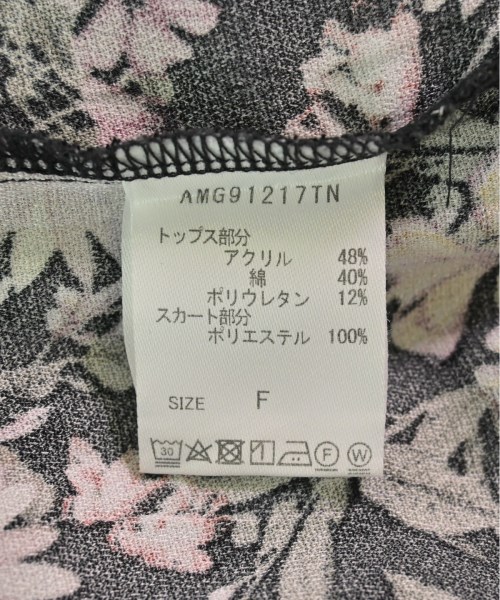 AMG91217TN
トップス部分
アクリル 48%
綿 40%
ポリウレタン 12%
スカート部分
ポリエステル 100%
SIZE F
30 F W